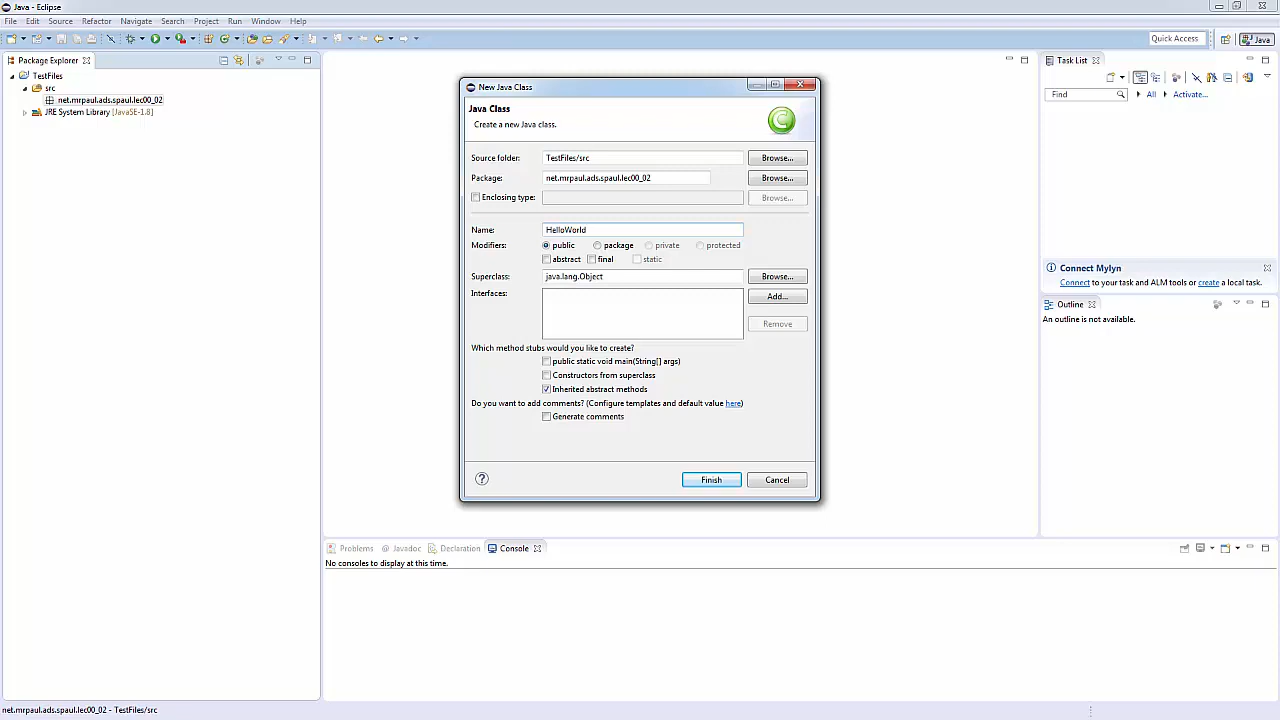 Java - Eclipse
File Edit Source Refactor Navigate Search Project Run Window Help
Quick Access
Java
Package Explorer
TestFiles
src
net.mrpaul.ads.spaul.lec00_02
JRE System Library [JavaSE-1.8]
New Java Class
Java Class
Create a new Java class.
Source folder: TestFiles/src Browse...
Package: net.mrpaul.ads.spaul.lec00_02 Browse...
Enclosing type: Browse...
Name: HelloWorld
Modifiers: public package private protected
abstract final static
Superclass: java.lang.Object Browse...
Interfaces: Add...
Remove
Which method stubs would you like to create?
public static void main(String[] args)
Constructors from superclass
Inherited abstract methods
Do you want to add comments? (Configure templates and default value here)
Generate comments
Finish Cancel
Task List
Find All Activate...
Connect Mylyn
Connect to your task and ALM tools or create a local task.
Outline
An outline is not available.
Problems @ Javadoc Declaration Console
No consoles to display at this time.
net.mrpaul.ads.spaul.lec00_02 - TestFiles/src